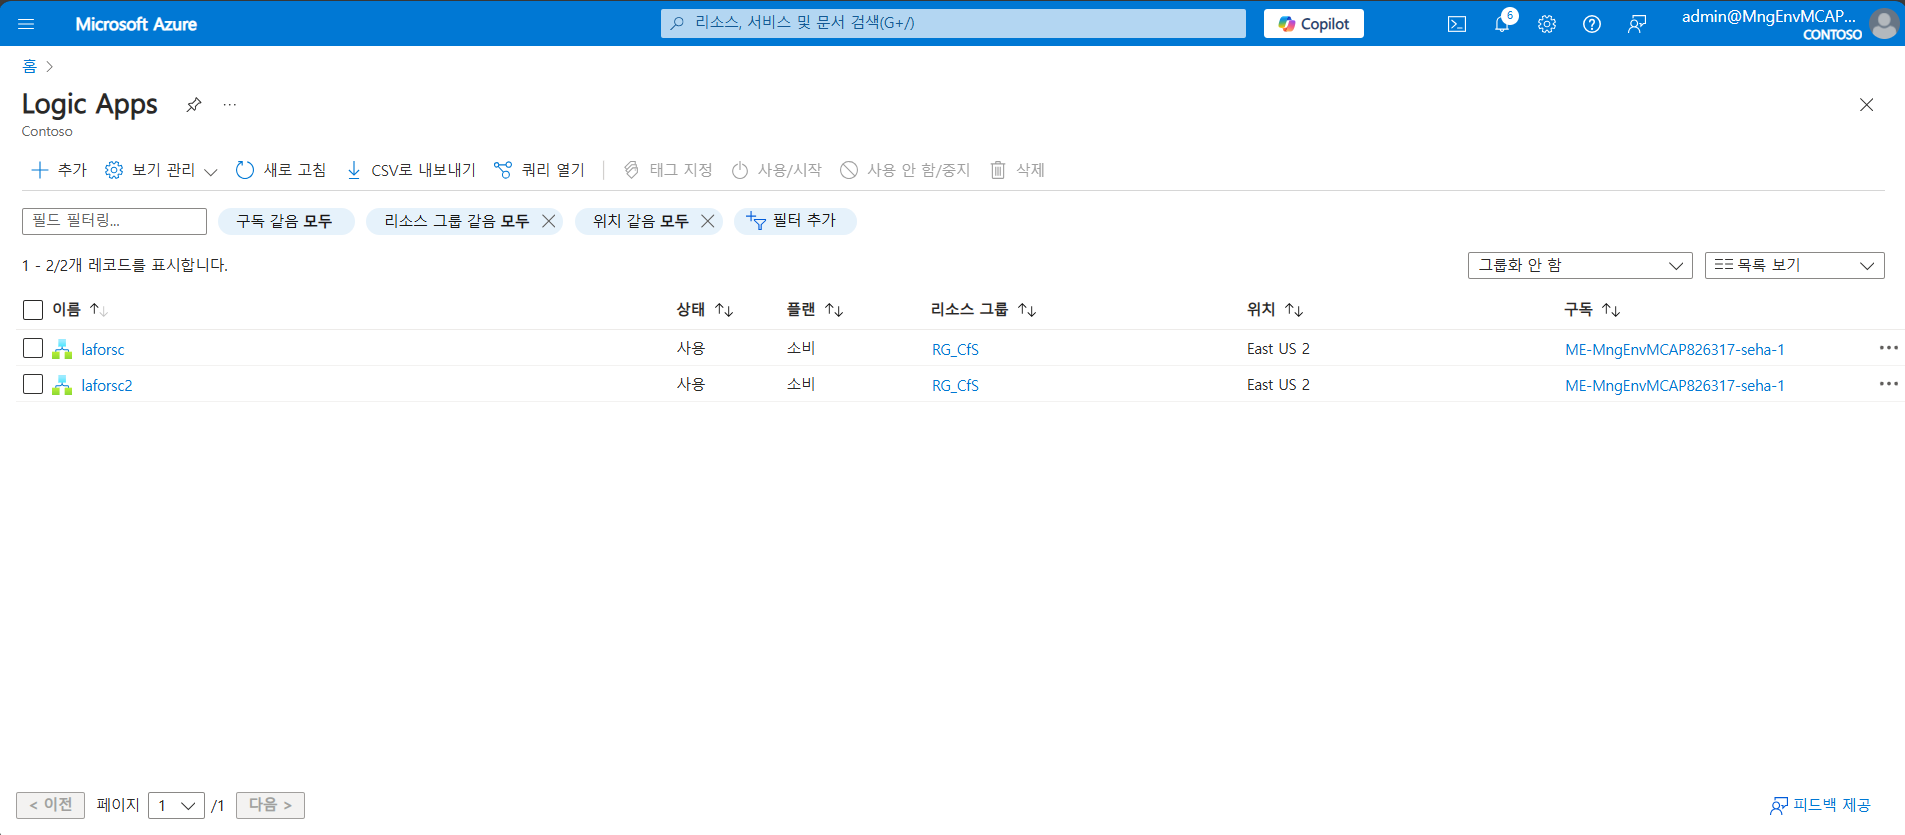 Microsoft Azure
리소스, 서비스 및 문서 검색(G+/)
Copilot
6
admin@MngEnvMCAP...
CONTOSO
홈
Logic Apps
Contoso
추가 보기 관리 새로 고침 CSV로 내보내기 쿼리 열기 태그 지정 사용/시작 사용 안 함/중지 삭제
필드 필터링... 구독 같음 모두 리소스 그룹 같음 모두 위치 같음 모두 필터 추가
1 - 2/2개 레코드를 표시합니다. 그룹화 안 함 목록 보기
이름 상태 플랜 리소스 그룹 위치 구독
laforsc 사용 소비 RG_CfS East US 2 ME-MngEnvMCAP826317-seha-1
laforsc2 사용 소비 RG_CfS East US 2 ME-MngEnvMCAP826317-seha-1
< 이전 페이지 1 /1 다음 > 피드백 제공